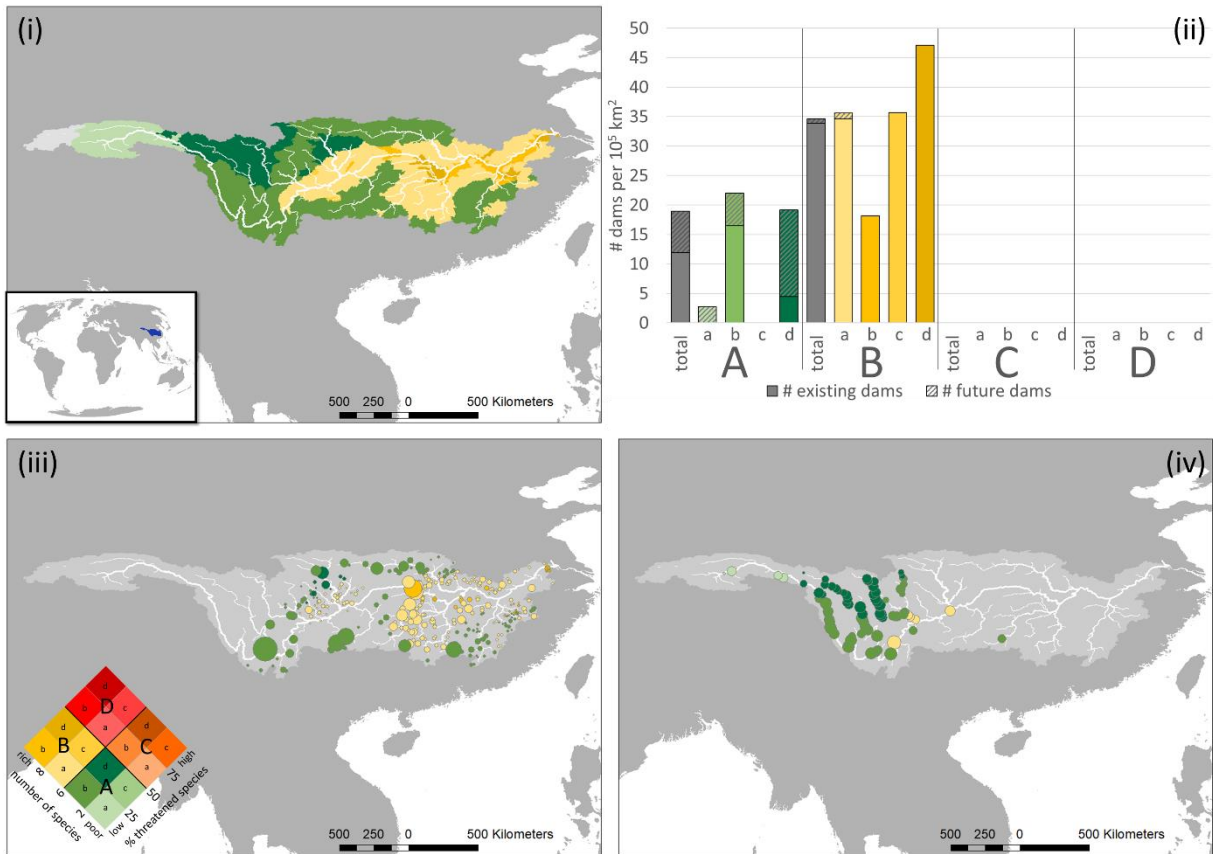 (i)
500 250 0 500 Kilometers
(ii)
50
45
40
35
30
25
20
15
10
5
0
# dams per 10⁵ km²
total a b c d total a b c d total a b c d total a b c d
A B C D
# existing dams # future dams
(iii)
d
b D c
d a d
b B c b C c
a d a
b A c
a
rich 8 6 2 poor
number of species
low 25 50 75 high
% threatened species
500 250 0 500 Kilometers
(iv)
500 250 0 500 Kilometers